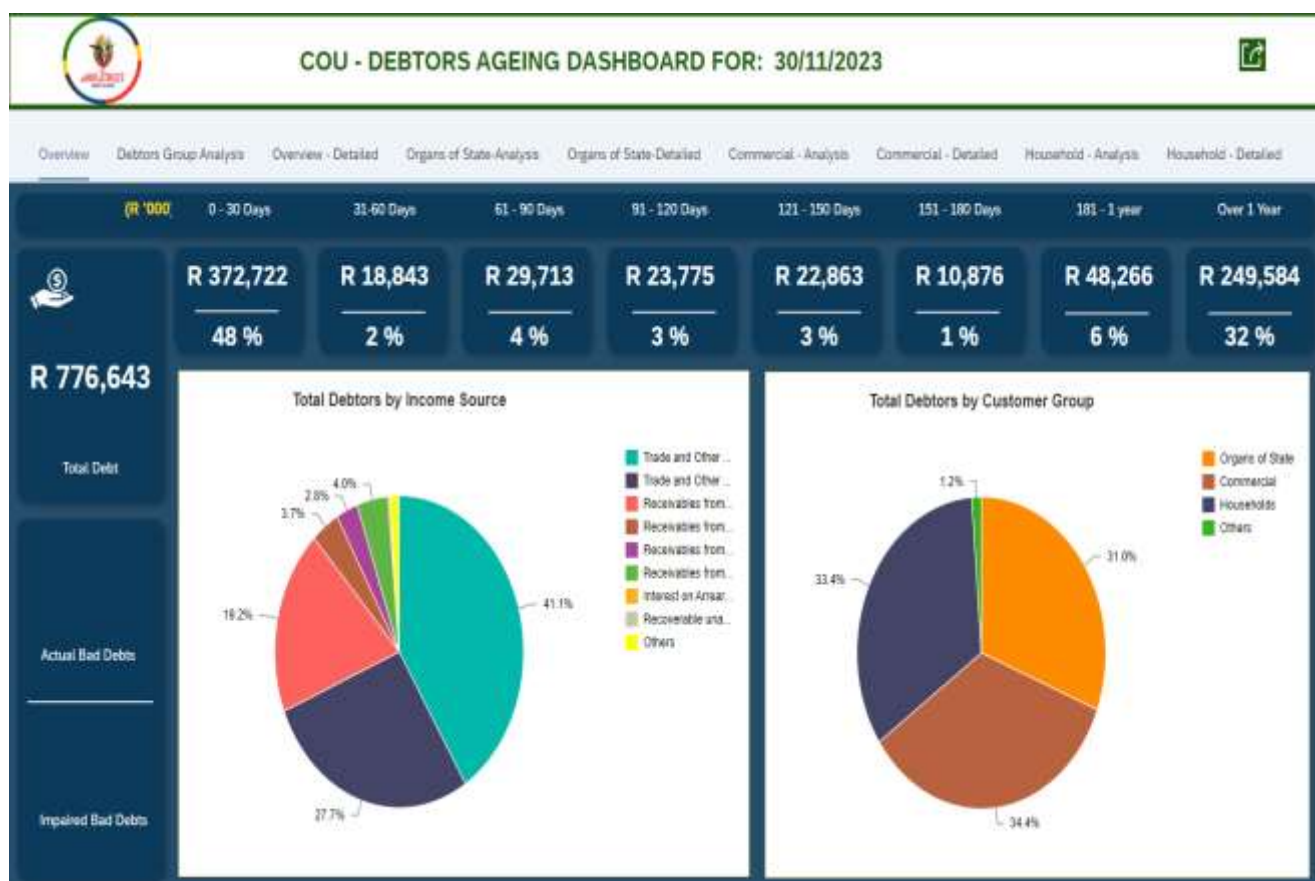 COU - DEBTORS AGEING DASHBOARD FOR: 30/11/2023
Overview Debtors Group Analysis Overview - Detailed Organs of State-Analysis Organs of State-Detailed Commercial - Analysis Commercial - Detailed Household - Analysis Household - Detailed
(R '000) 0 - 30 Days 31-60 Days 61 - 90 Days 91 - 120 Days 121 - 150 Days 151 - 180 Days 181 - 1 year Over 1 Year
R 372,722 R 18,843 R 29,713 R 23,775 R 22,863 R 10,876 R 48,266 R 249,584
48 % 2 % 4 % 3 % 3 % 1 % 6 % 32 %
R 776,643
Total Debt
Actual Bad Debts
Impaired Bad Debts
Total Debtors by Income Source
Trade and Other ...
Trade and Other ...
Receivables from...
Receivables from...
Receivables from...
Receivables from...
Interest on Arrear...
Recoverable una...
Others
4.0%
2.8%
3.7%
19.2%
41.1%
27.7%
Total Debtors by Customer Group
Organs of State
Commercial
Households
Others
1.2%
31.0%
33.4%
34.4%